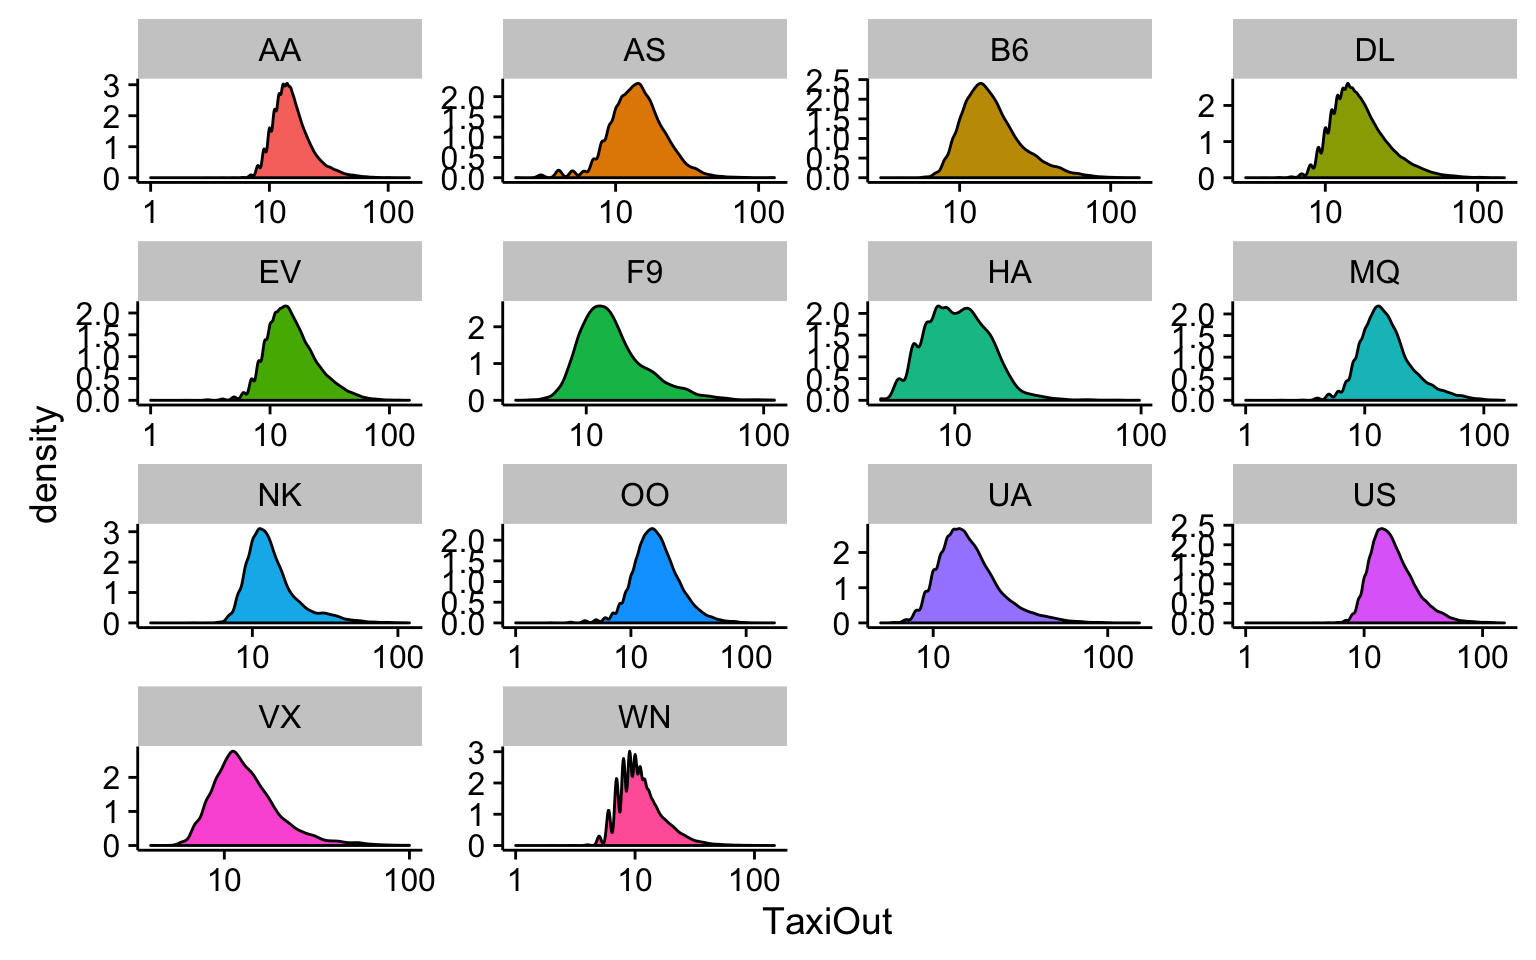 AA AS B6 DL
3 2 1 0
2.0 1.5 1.0 0.5 0.0
2.5 2.0 1.5 1.0 0.5 0.0
2 1 0
1 10 100 10 100 10 100 10 100
EV F9 HA MQ
2.0 1.5 1.0 0.5 0.0
2 1 0
2.0 1.5 1.0 0.5 0.0
2.0 1.5 1.0 0.5 0.0
1 10 100 10 100 10 100 1 10 100
density
NK OO UA US
3 2 1 0
2.0 1.5 1.0 0.5 0.0
2 1 0
2.5 2.0 1.5 1.0 0.5 0.0
10 100 1 10 100 10 100 1 10 100
VX WN
2 1 0
3 2 1 0
10 100 1 10 100
TaxiOut